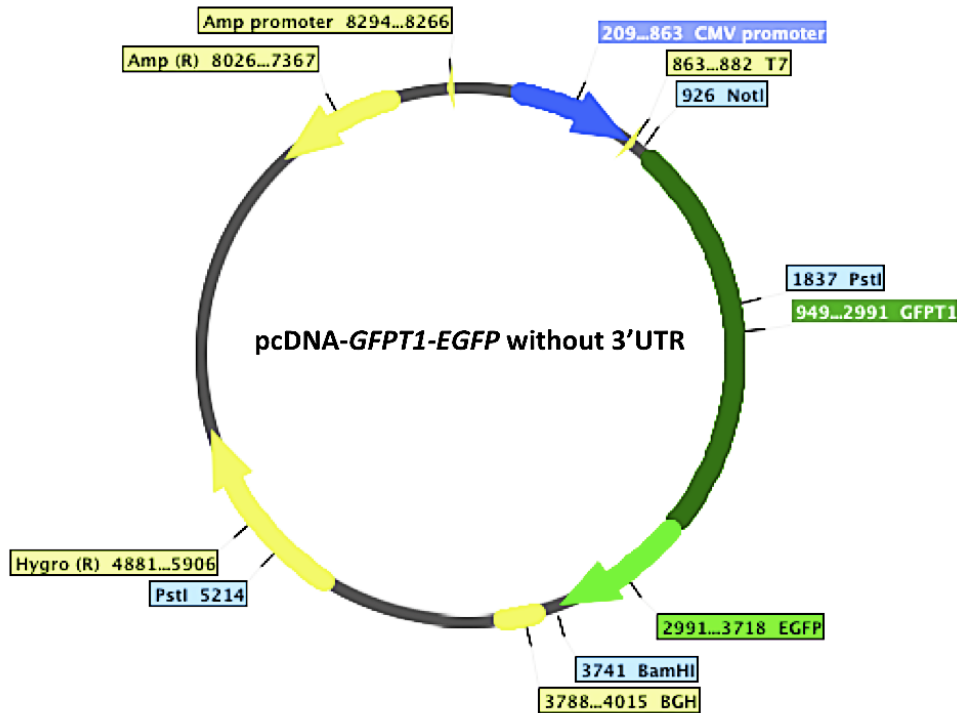 Amp promoter 8294...8266
209...863 CMV promoter
Amp (R) 8026...7367
863...882 T7
926 NotI
1837 PstI
949...2991 GFPT1
pcDNA-GFPT1-EGFP without 3'UTR
Hygro (R) 4881...5906
PstI 5214
2991...3718 EGFP
3741 BamHI
3788...4015 BGH